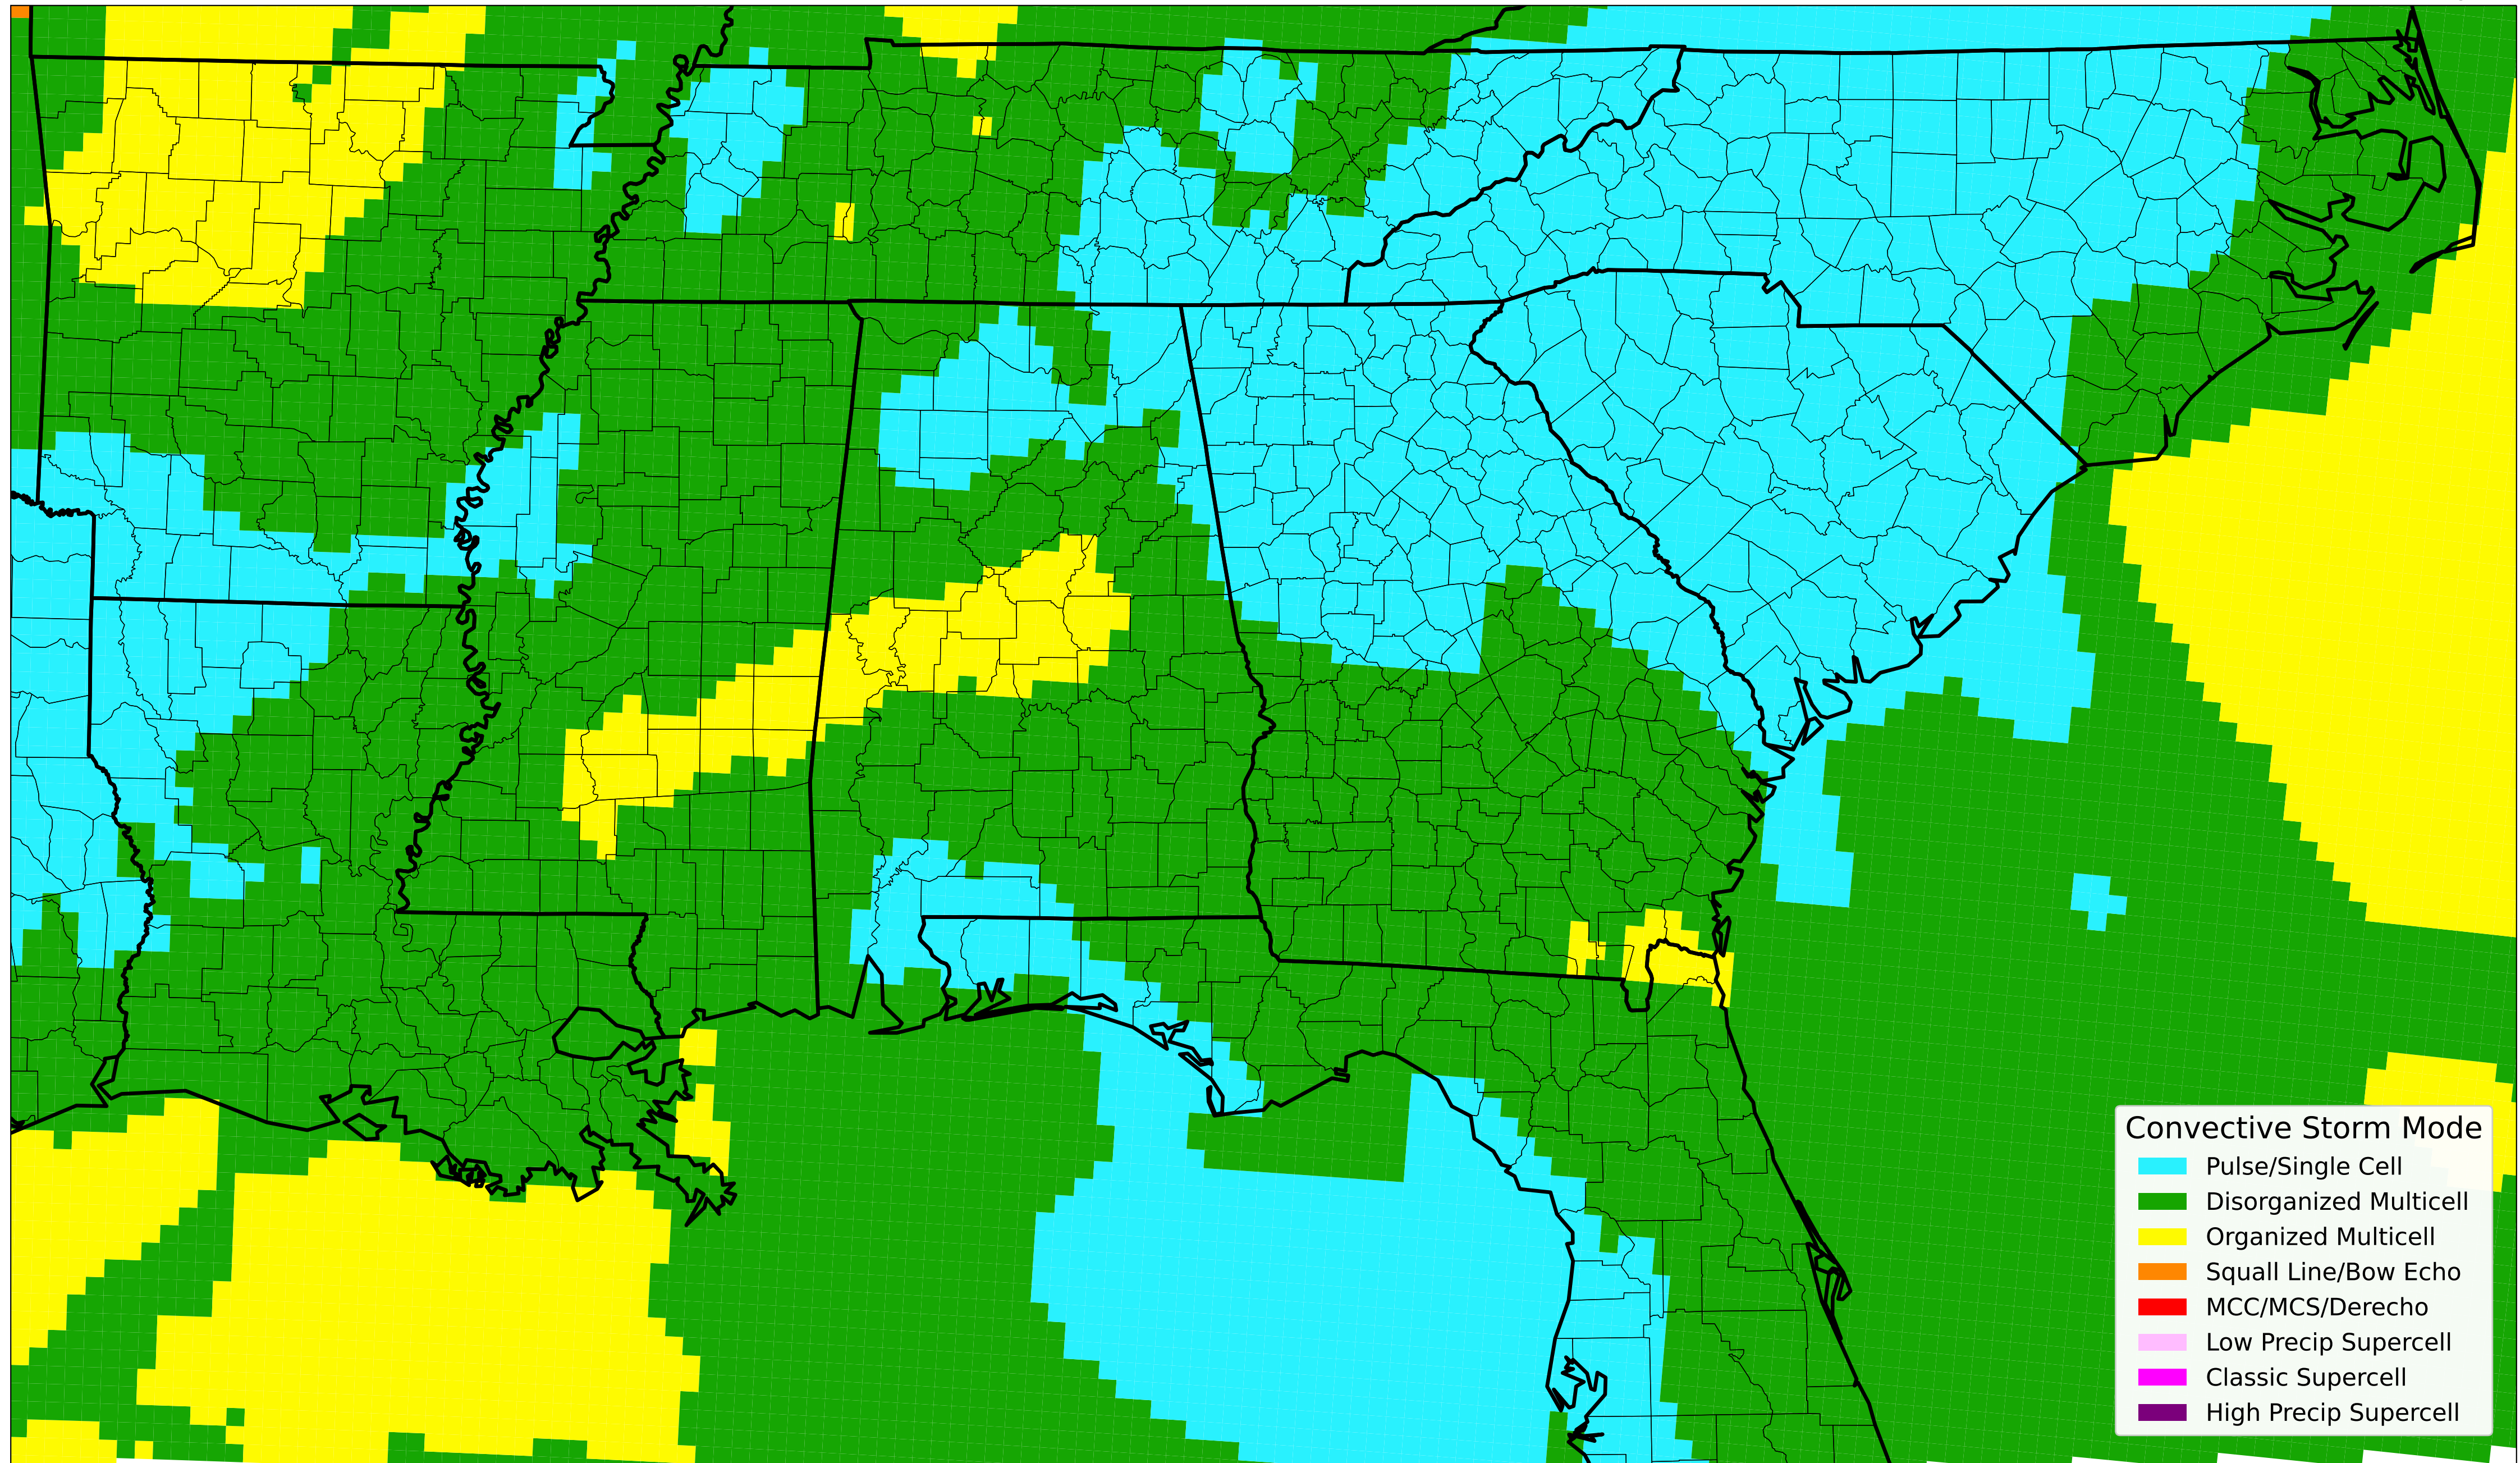 Convective Storm Mode
Pulse/Single Cell
Disorganized Multicell
Organized Multicell
Squall Line/Bow Echo
MCC/MCS/Derecho
Low Precip Supercell
Classic Supercell
High Precip Supercell